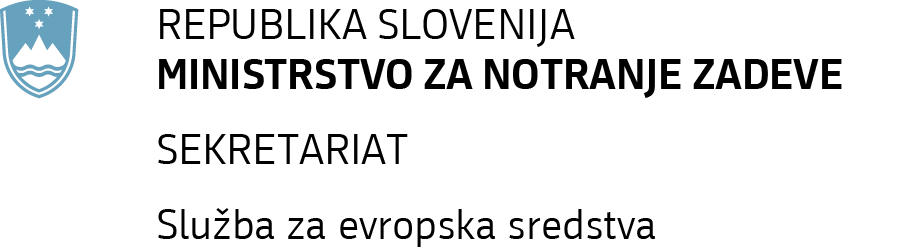 REPUBLIKA SLOVENIJA
MINISTRSTVO ZA NOTRANJE ZADEVE
SEKRETARIAT
Služba za evropska sredstva